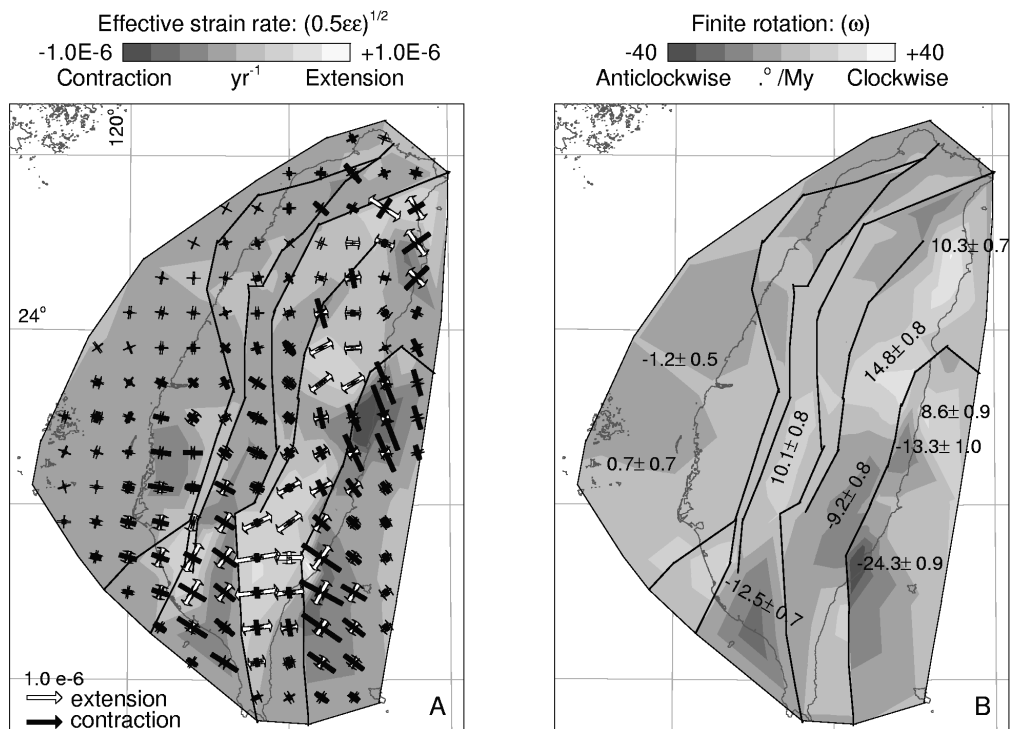 Effective strain rate: (0.5εε)^1/2
-1.0E-6 +1.0E-6
Contraction yr^-1 Extension
120°
24°
1.0 e-6
extension
contraction
A
Finite rotation: (ω)
-40 +40
Anticlockwise .° /My Clockwise
10.3± 0.7
-1.2± 0.5
14.8± 0.8
8.6± 0.9
10.1± 0.8
-13.3± 1.0
0.7± 0.7
-9.2± 0.8
-24.3± 0.9
-12.5± 0.7
B